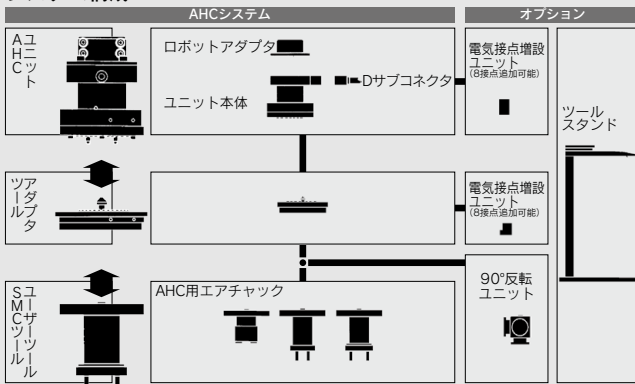 AHCシステム
オプション
AHC
ユニット
ロボットアダプタ
Dサブコネクタ
ユニット本体
電気接点増設
ユニット
(8接点追加可能)
ツール
スタンド
ツール
アダプタ
電気接点増設
ユニット
(8接点追加可能)
SMCツール
ユーザーツール
AHC用エアチャック
90°反転
ユニット